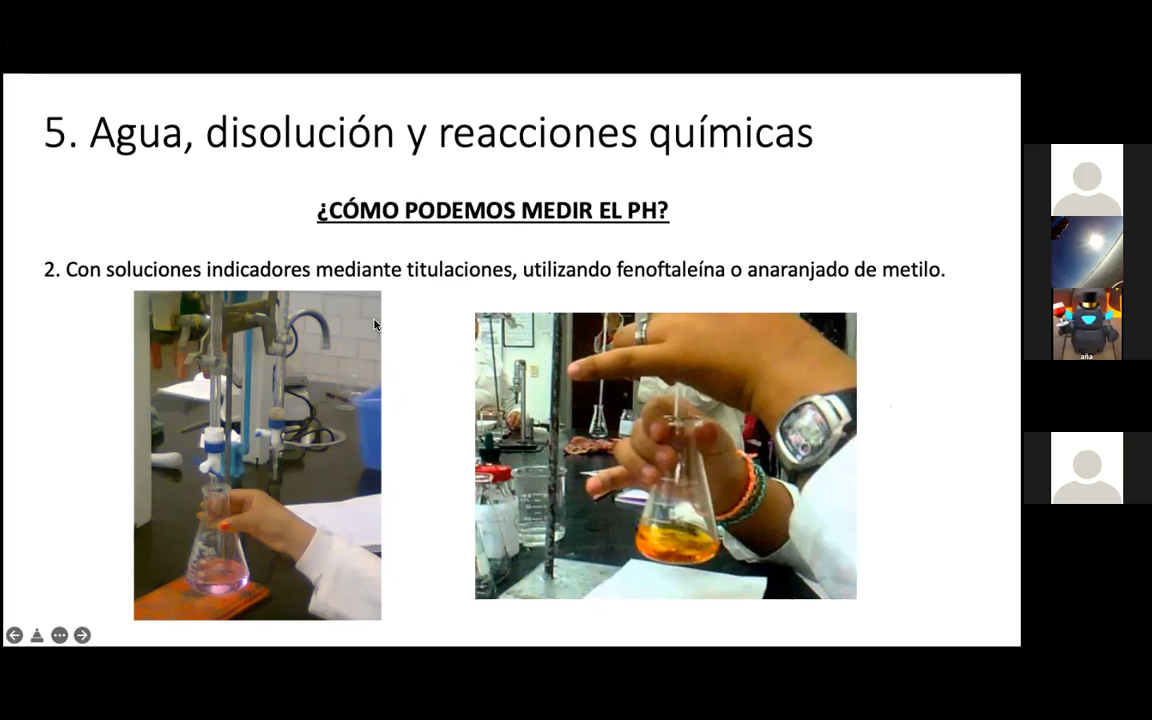 5. Agua, disolución y reacciones químicas
¿CÓMO PODEMOS MEDIR EL PH?
2. Con soluciones indicadores mediante titulaciones, utilizando fenoftaleína o anaranjado de metilo.
aña